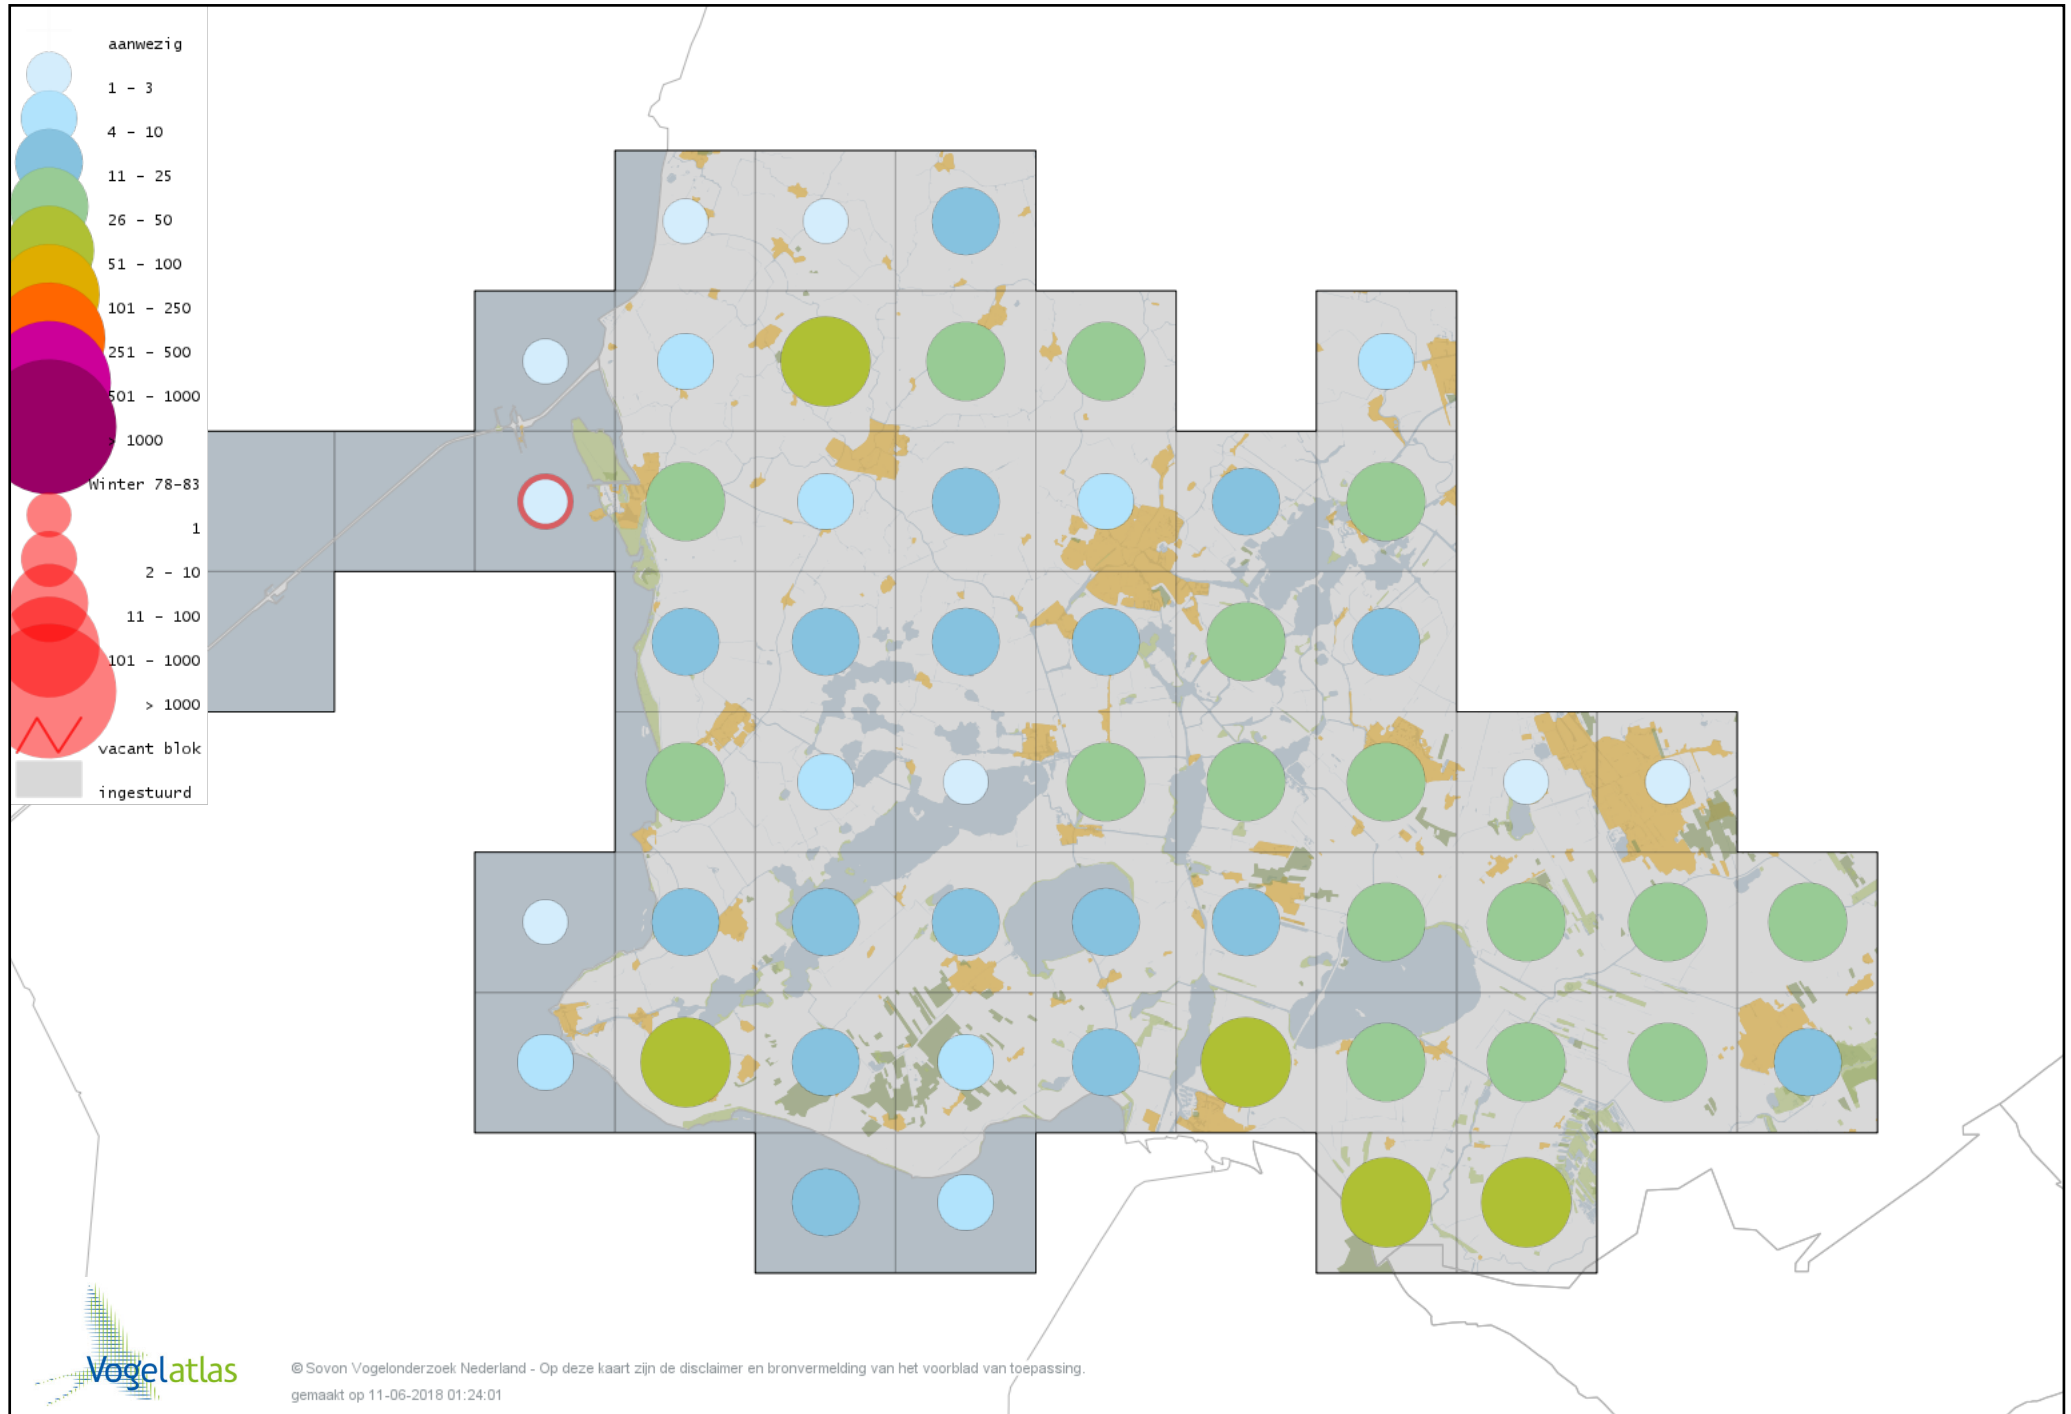 aanwezig
1 - 3
4 - 10
11 - 25
26 - 50
51 - 100
101 - 250
251 - 500
501 - 1000
> 1000
Winter 78-83
1
2 - 10
11 - 100
101 - 1000
> 1000
vacant blok
ingestuurd
Vogelatlas
© Sovon Vogelonderzoek Nederland - Op deze kaart zijn de disclaimer en bronvermelding van het voorblad van toepassing.
gemaakt op 11-06-2018 01:24:01